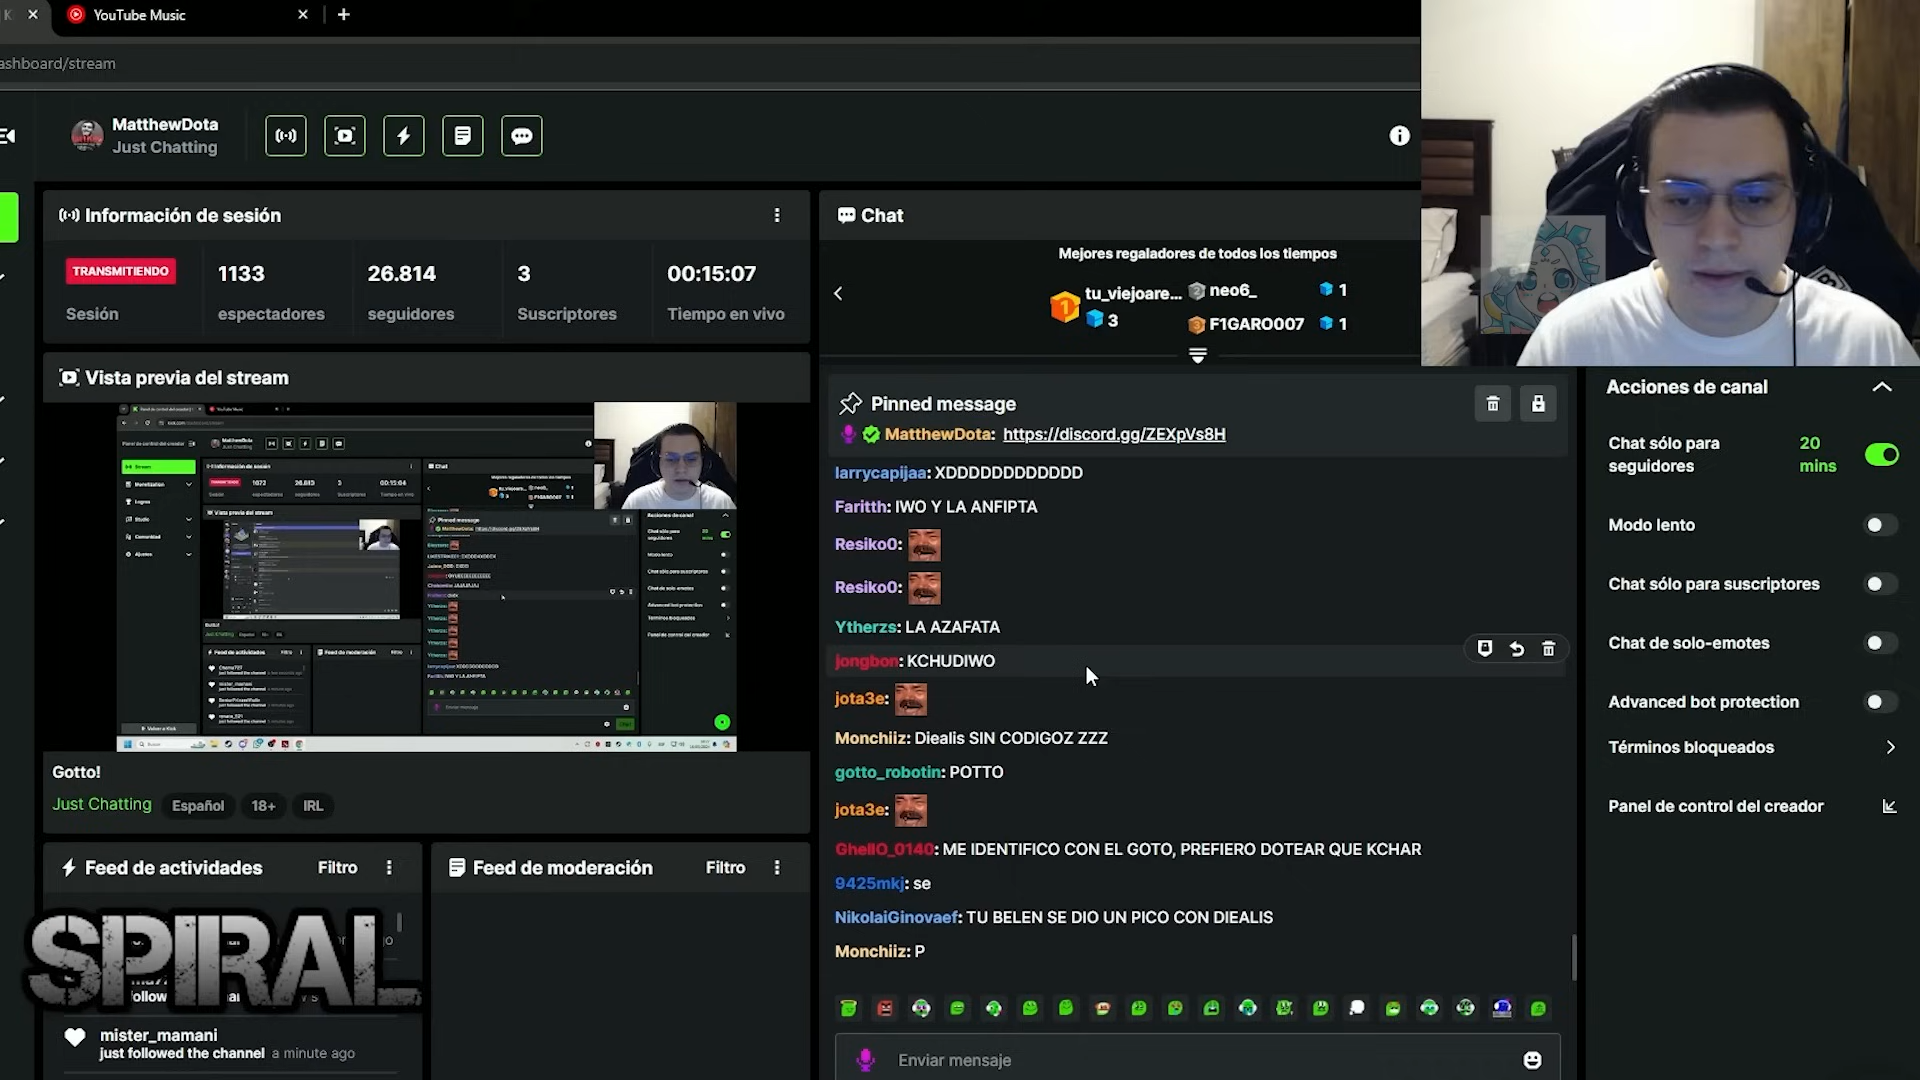 YouTube Music
ashboard/stream
MatthewDota
Just Chatting
Información de sesión
TRANSMITIENDO
1133
26.814
3
00:15:07
Sesión
espectadores
seguidores
Suscriptores
Tiempo en vivo
Vista previa del stream
Gotto!
Just Chatting
Español
18+
IRL
Feed de actividades
Filtro
Feed de moderación
Filtro
SPIRAL
mister_mamani
just followed the channel a minute ago
Chat
Mejores regaladores de todos los tiempos
1 tu_viejoare... 3
2 neo6_ 1
3 F1GARO007 1
Pinned message
MatthewDota: https://discord.gg/ZEXpVs8H
larrycapijaa: XDDDDDDDDDDDD
Faritth: IWO Y LA ANFIPTA
Resiko0:
Resiko0:
Ytherzs: LA AZAFATA
jongbon: KCHUDIWO
jota3e:
Monchiiz: Diealis SIN CODIGOZ ZZZ
gotto_robotin: POTTO
jota3e:
GhellO_0140: ME IDENTIFICO CON EL GOTO, PREFIERO DOTEAR QUE KCHAR
9425mkj: se
NikolaiGinovaef: TU BELEN SE DIO UN PICO CON DIEALIS
Monchiiz: P
Enviar mensaje
Acciones de canal
Chat sólo para
seguidores
20
mins
Modo lento
Chat sólo para suscriptores
Chat de solo-emotes
Advanced bot protection
Términos bloqueados
Panel de control del creador